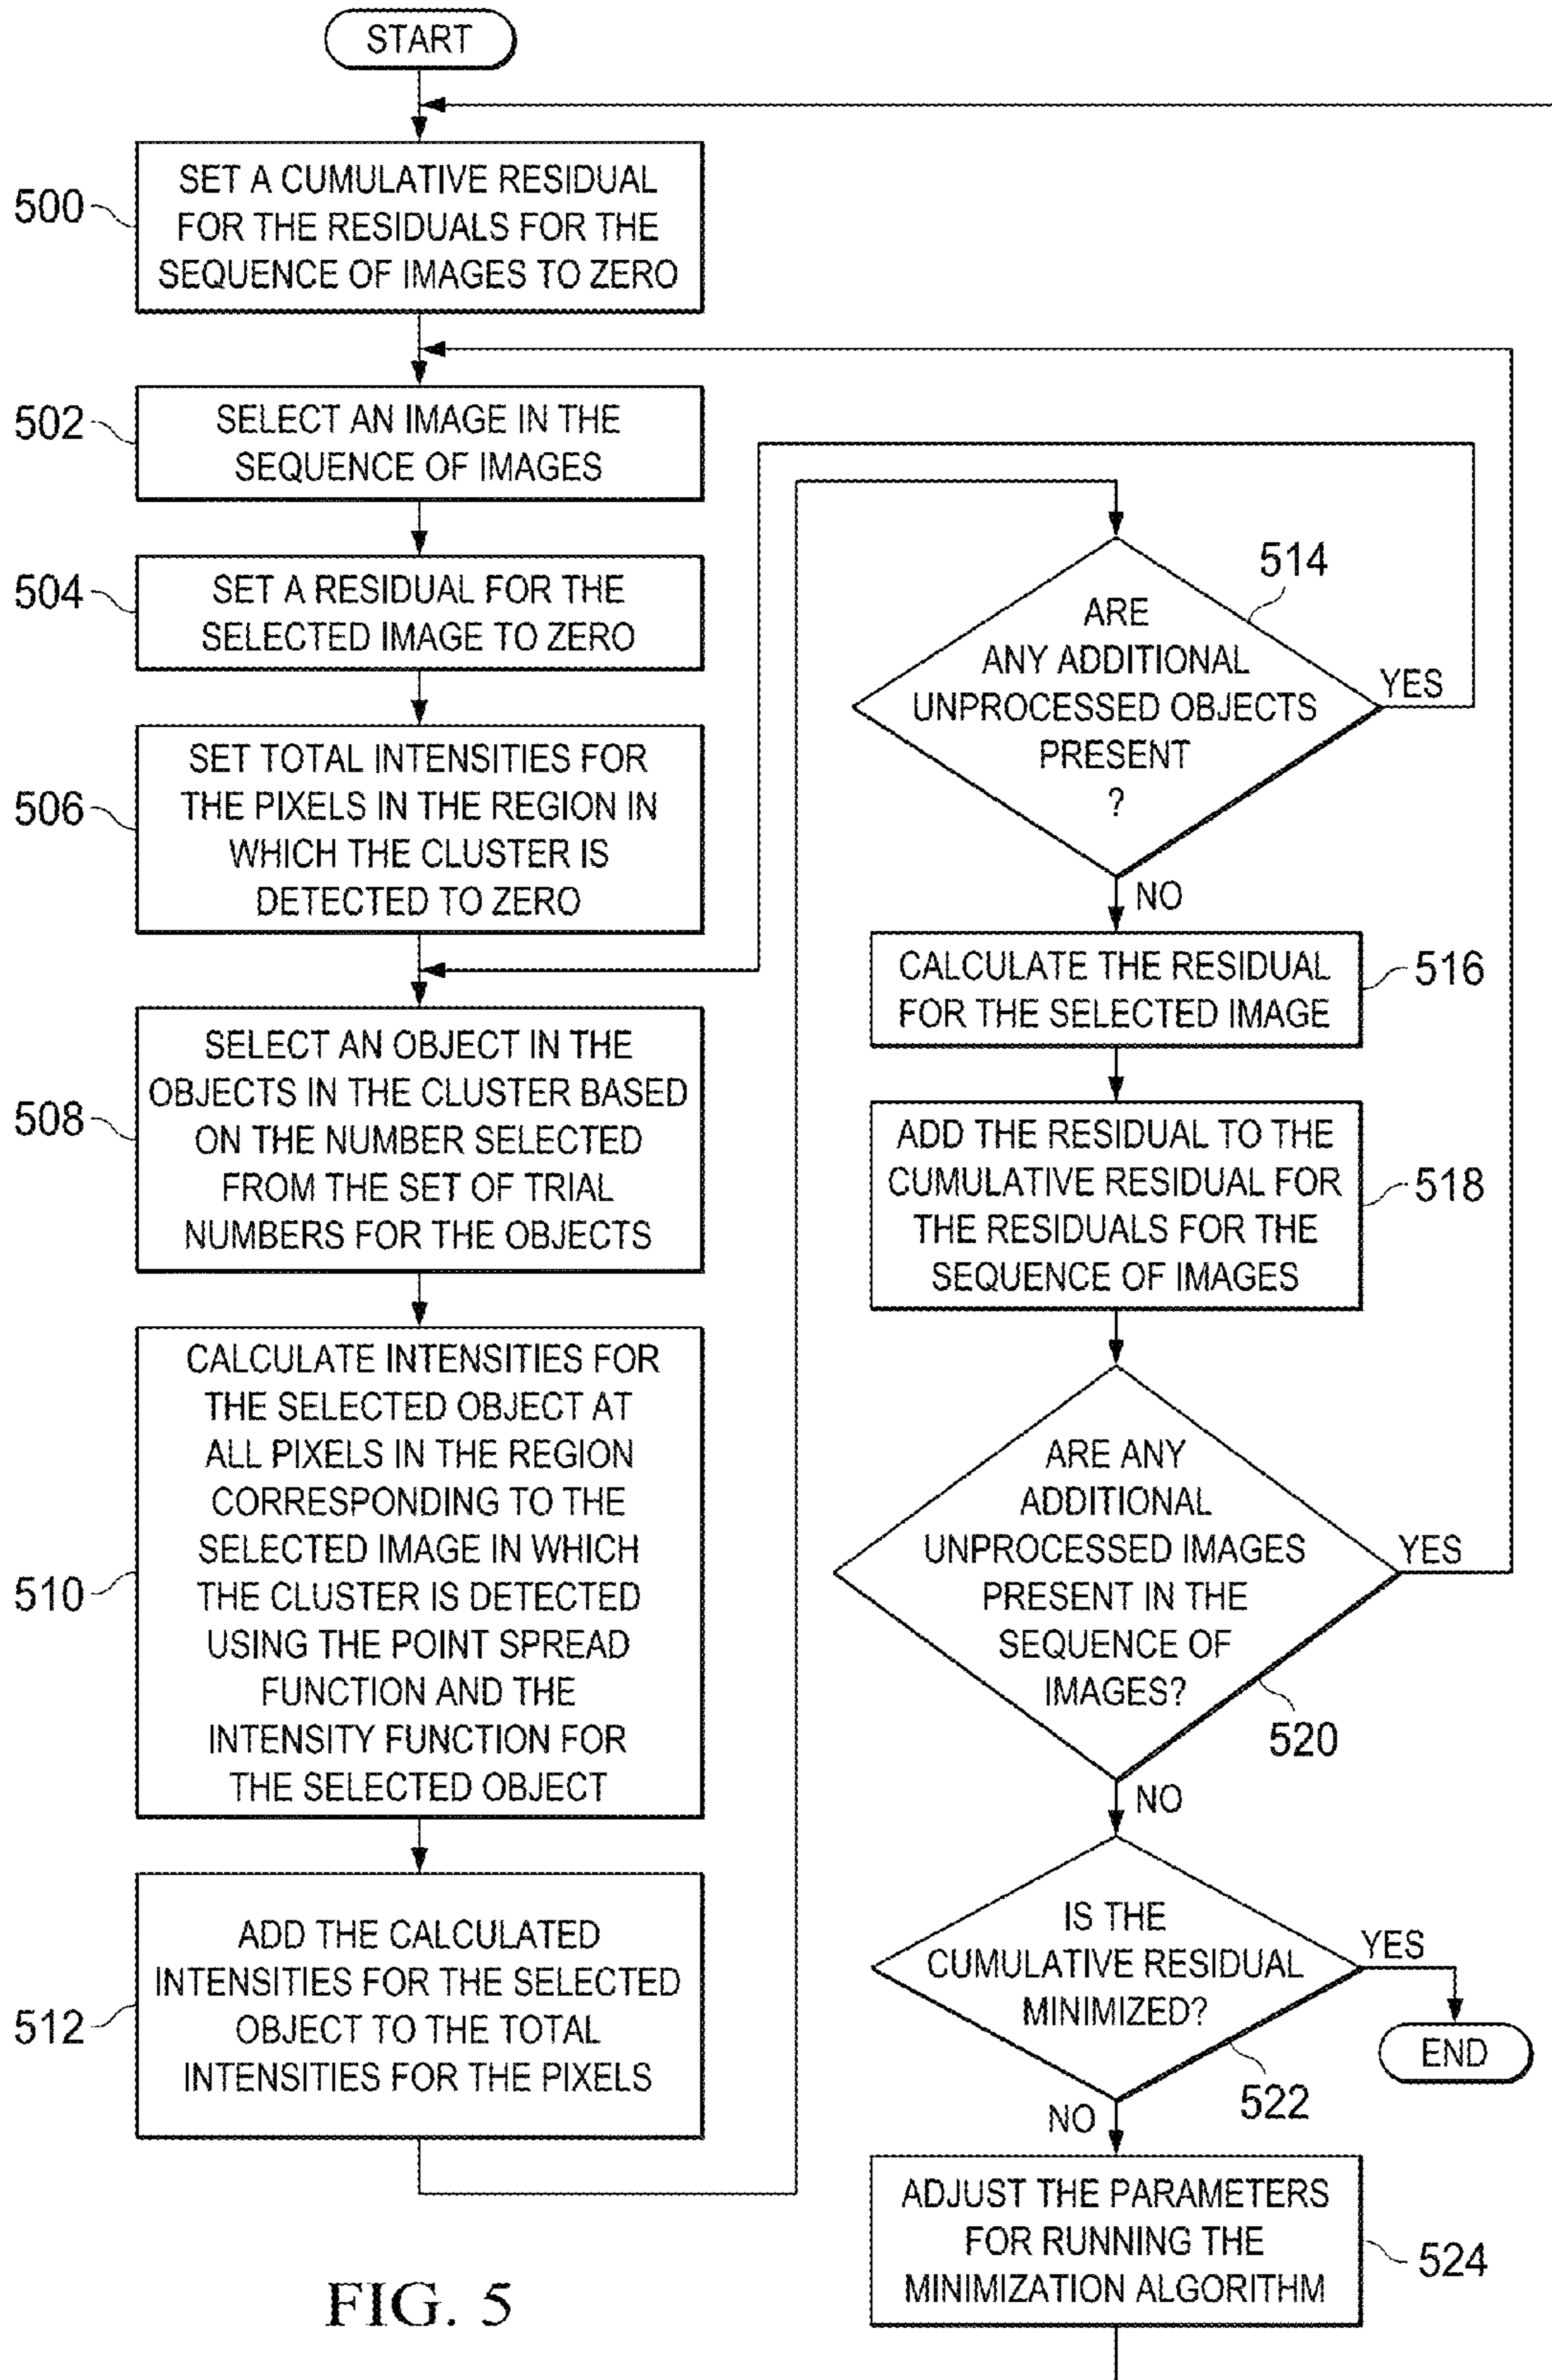 START
500
SET A CUMULATIVE RESIDUAL
FOR THE RESIDUALS FOR THE
SEQUENCE OF IMAGES TO ZERO
502
SELECT AN IMAGE IN THE
SEQUENCE OF IMAGES
504
SET A RESIDUAL FOR THE
SELECTED IMAGE TO ZERO
506
SET TOTAL INTENSITIES FOR
THE PIXELS IN THE REGION IN
WHICH THE CLUSTER IS
DETECTED TO ZERO
508
SELECT AN OBJECT IN THE
OBJECTS IN THE CLUSTER BASED
ON THE NUMBER SELECTED
FROM THE SET OF TRIAL
NUMBERS FOR THE OBJECTS
510
CALCULATE INTENSITIES FOR
THE SELECTED OBJECT AT
ALL PIXELS IN THE REGION
CORRESPONDING TO THE
SELECTED IMAGE IN WHICH
THE CLUSTER IS DETECTED
USING THE POINT SPREAD
FUNCTION AND THE
INTENSITY FUNCTION FOR
THE SELECTED OBJECT
512
ADD THE CALCULATED
INTENSITIES FOR THE SELECTED
OBJECT TO THE TOTAL
INTENSITIES FOR THE PIXELS
514
ARE
ANY ADDITIONAL
UNPROCESSED OBJECTS
PRESENT
?
YES
NO
CALCULATE THE RESIDUAL
FOR THE SELECTED IMAGE
516
ADD THE RESIDUAL TO THE
CUMULATIVE RESIDUAL FOR
THE RESIDUALS FOR THE
SEQUENCE OF IMAGES
518
ARE ANY
ADDITIONAL
UNPROCESSED IMAGES
PRESENT IN THE
SEQUENCE OF
IMAGES?
YES
520
NO
IS THE
CUMULATIVE RESIDUAL
MINIMIZED?
YES
END
522
NO
ADJUST THE PARAMETERS
FOR RUNNING THE
MINIMIZATION ALGORITHM
524
FIG. 5